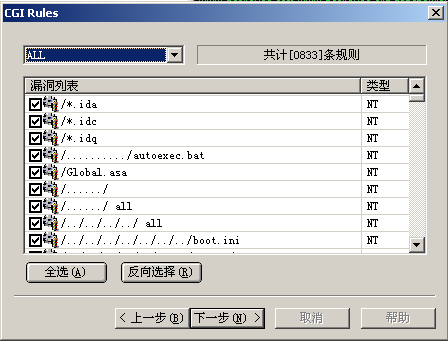 CGI Rules
ALL 共计[0833]条规则
漏洞列表 类型
/*.ida NT
/*.idc NT
/*.idq NT
/........../autoexec.bat NT
/Global.asa NT
/....../ NT
/....../ all NT
/../../../../ all NT
/../../../../../../../boot.ini NT
全选(A) 反向选择(R)
< 上一步(B) 下一步(N) > 取消 帮助